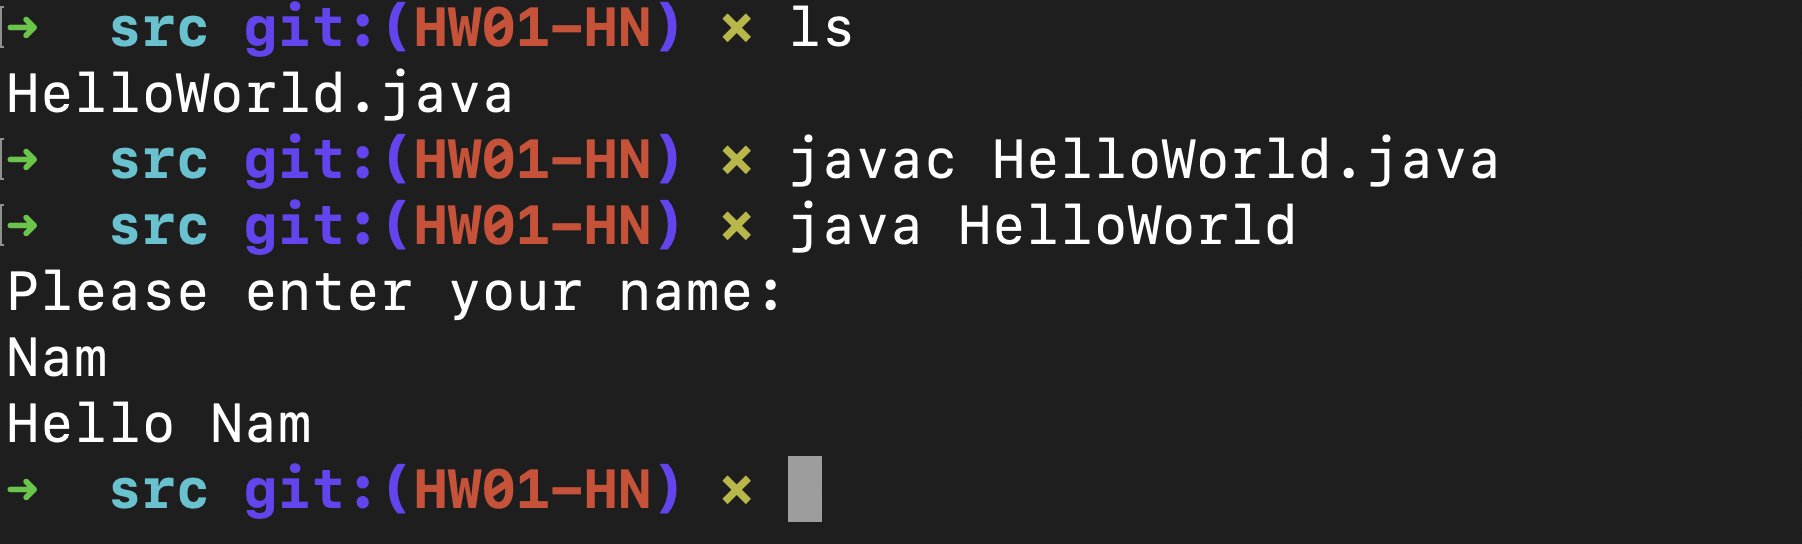 ➜  src git:(HW01-HN) ✗ ls
HelloWorld.java
➜  src git:(HW01-HN) ✗ javac HelloWorld.java
➜  src git:(HW01-HN) ✗ java HelloWorld
Please enter your name:
Nam
Hello Nam
➜  src git:(HW01-HN) ✗